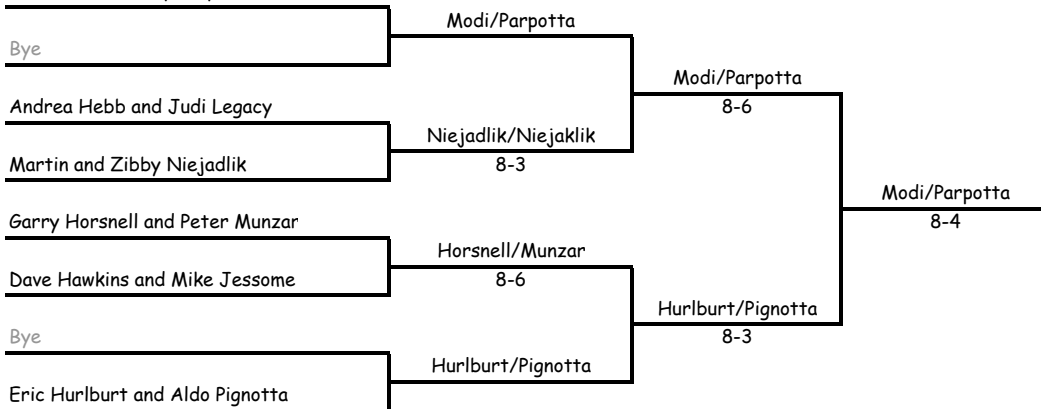 Bye
Andrea Hebb and Judi Legacy
Martin and Zibby Niejadlik
Garry Horsnell and Peter Munzar
Dave Hawkins and Mike Jessome
Bye
Eric Hurlburt and Aldo Pignotta
Modi/Parpotta
Niejadlik/Niejaklik
8-3
Horsnell/Munzar
8-6
Hurlburt/Pignotta
Modi/Parpotta
8-6
Hurlburt/Pignotta
8-3
Modi/Parpotta
8-4